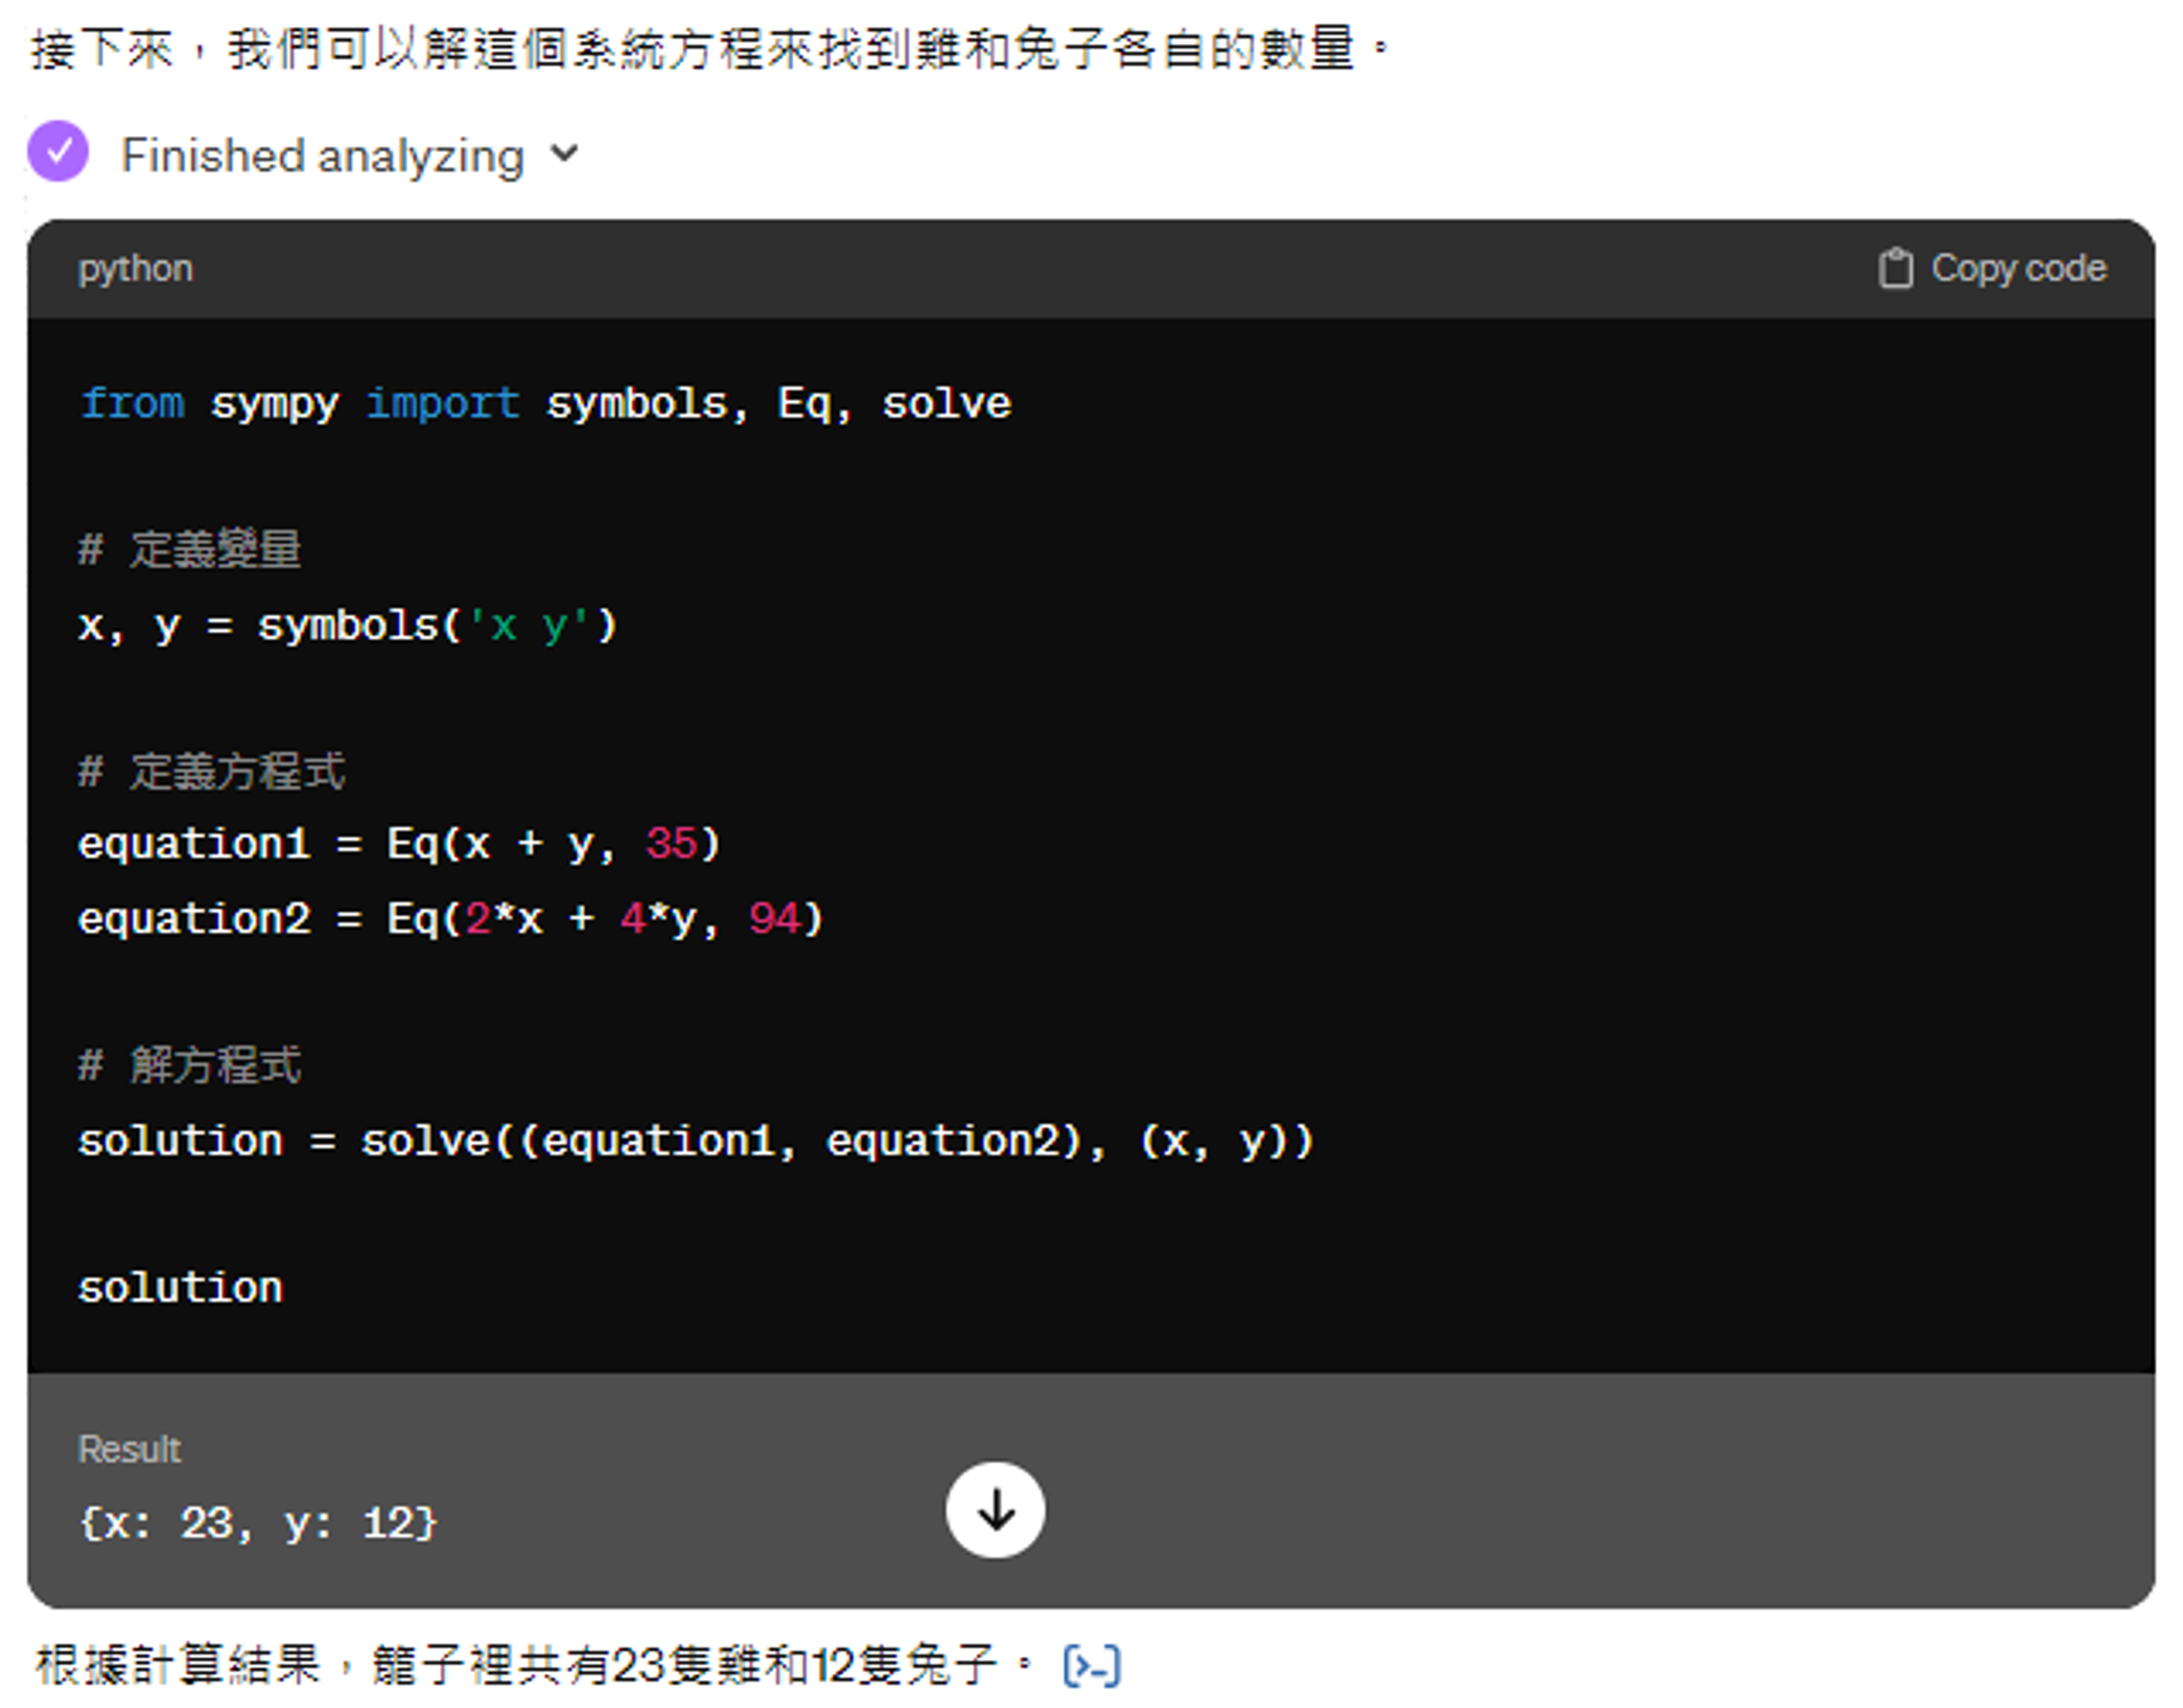 接下來，我們可以解這個系統方程來找到雞和兔子各自的數量。
Finished analyzing
python
Copy code
from sympy import symbols, Eq, solve
# 定義變量
x, y = symbols('x y')
# 定義方程式
equation1 = Eq(x + y, 35)
equation2 = Eq(2*x + 4*y, 94)
# 解方程式
solution = solve((equation1, equation2), (x, y))
solution
Result
{x: 23, y: 12}
根據計算結果，籠子裡共有23隻雞和12隻兔子。 [>-]